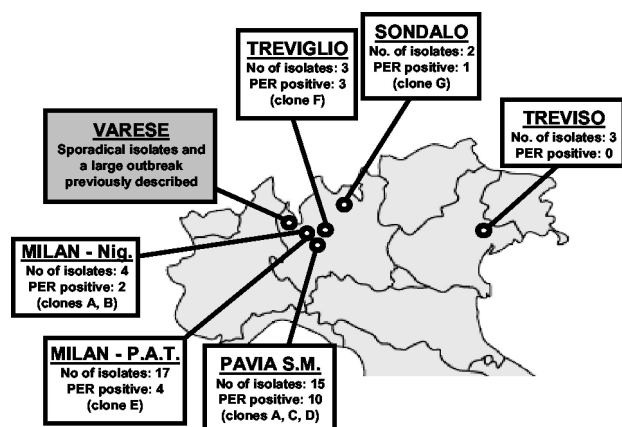 TREVIGLIO
No of isolates: 3
PER positive: 3
(clone F)
SONDALO
No. of isolates: 2
PER positive: 1
(clone G)
VARESE
Sporadical isolates and
a large outbreak
previously described
TREVISO
No. of isolates: 3
PER positive: 0
MILAN - Nig.
No of isolates: 4
PER positive: 2
(clones A, B)
MILAN - P.A.T.
No of isolates: 17
PER positive: 4
(clone E)
PAVIA S.M.
No of isolates: 15
PER positive: 10
(clones A, C, D)